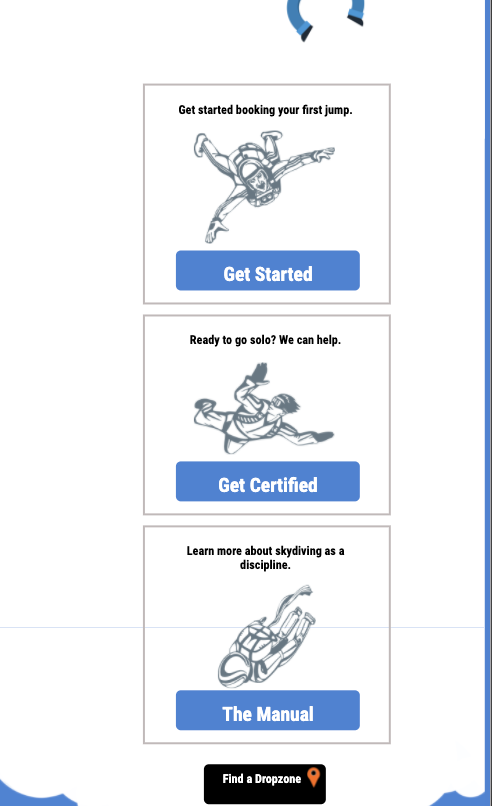 Get started booking your first jump.
Get Started
Ready to go solo? We can help.
Get Certified
Learn more about skydiving as a
discipline.
The Manual
Find a Dropzone